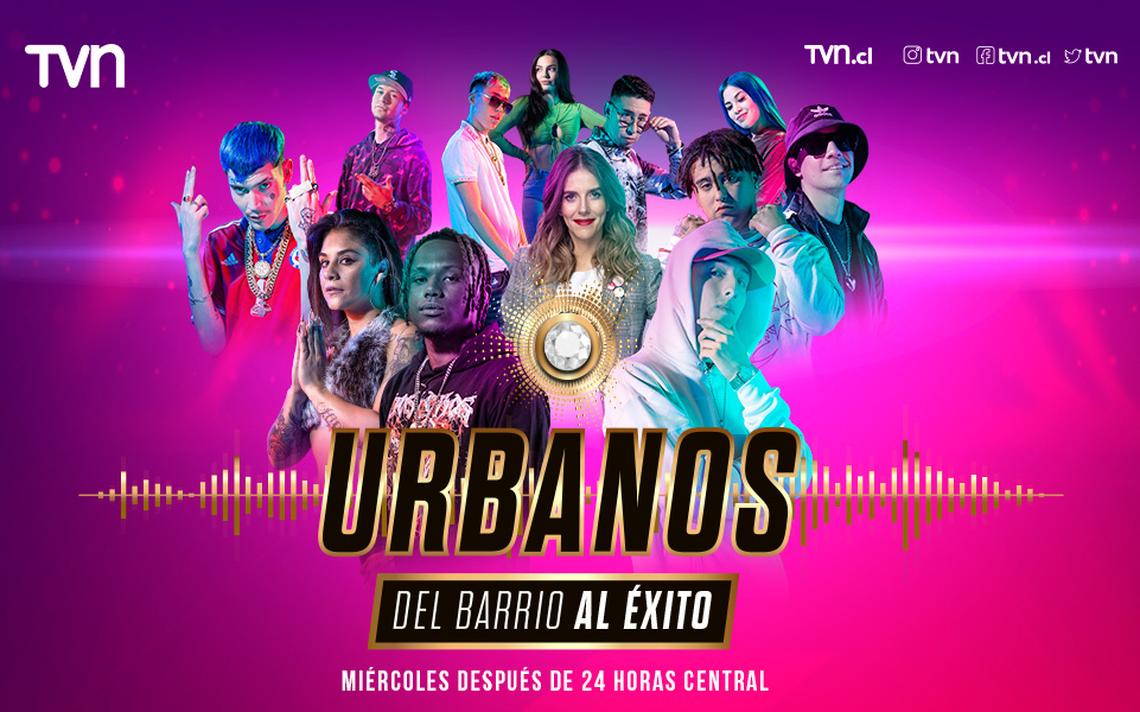 TVN
TVN.cl tvn tvn.cl tvn
URBANOS
DEL BARRIO AL ÉXITO
MIÉRCOLES DESPUÉS DE 24 HORAS CENTRAL